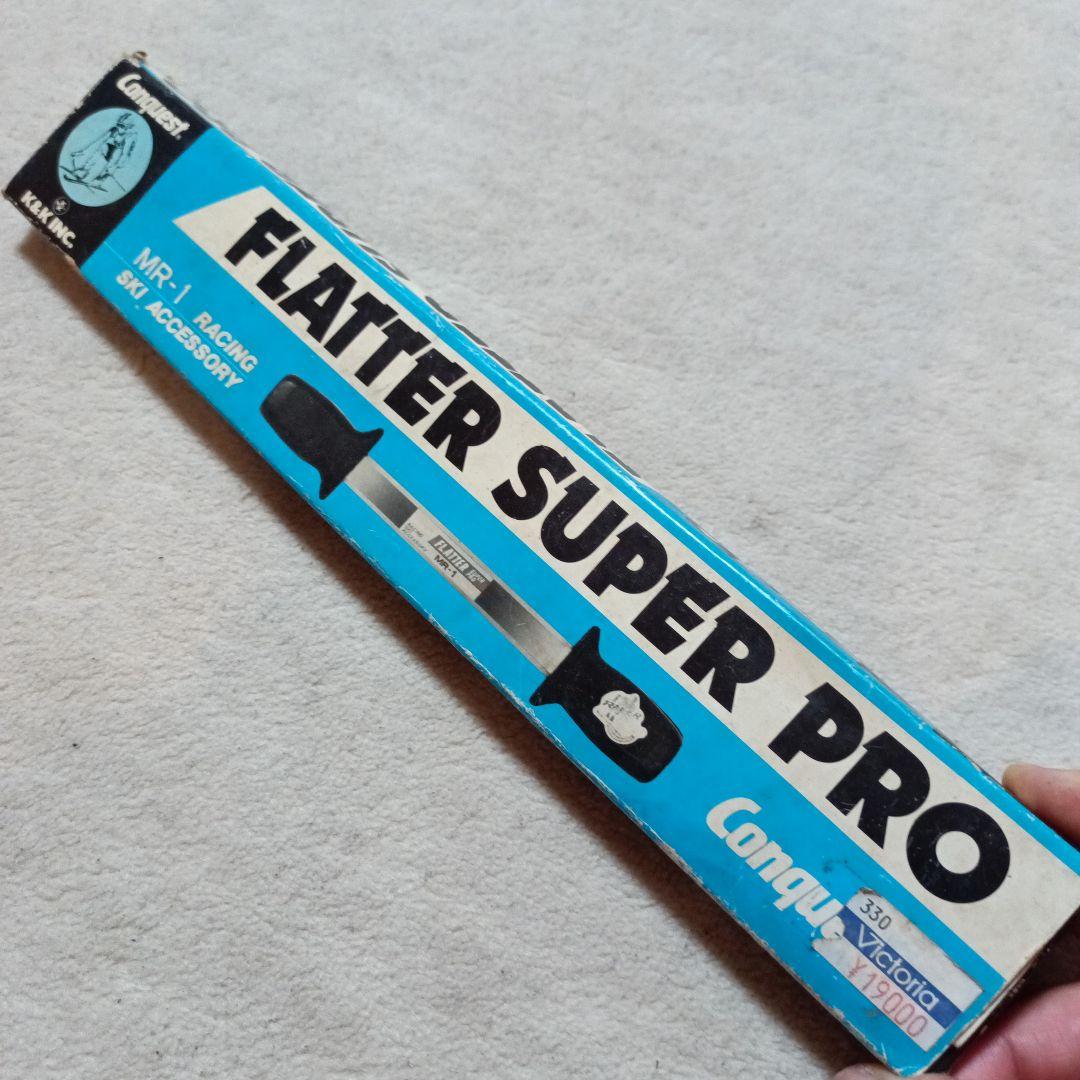 Conquest
K&K INC.
MR-1 RACING
SKI ACCESSORY
FLATTER SUPER PRO
FLATTER
MR-1
Conque
330
Victoria
¥19000